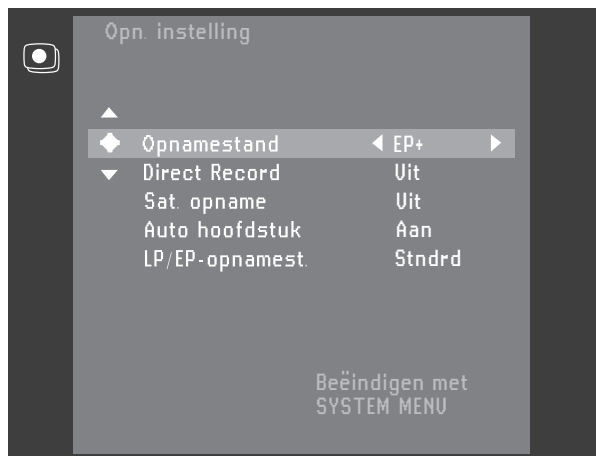 Opn. instelling
Opnamestand EP+
Direct Record Uit
Sat. opname Uit
Auto hoofdstuk Aan
LP/EP-opnamest. Stndrd
Beëindigen met
SYSTEM MENU